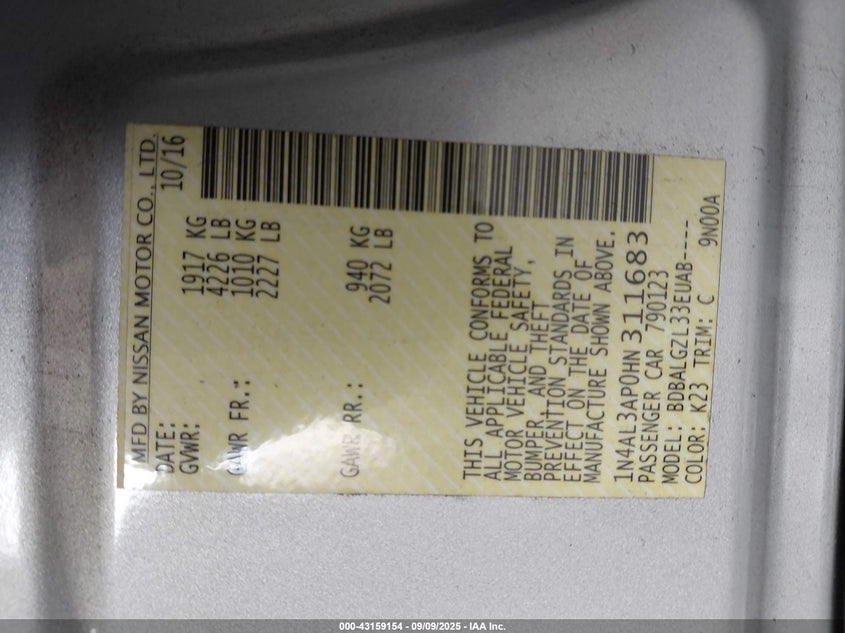 MFD BY NISSAN MOTOR CO., LTD.
DATE: 10/16
GVWR: 1917 KG
4226 LB
GAWR FR.: 1010 KG
2227 LB
GAWR RR.: 940 KG
2072 LB
THIS VEHICLE CONFORMS TO
ALL APPLICABLE FEDERAL
MOTOR VEHICLE SAFETY,
BUMPER, AND THEFT
PREVENTION STANDARDS IN
EFFECT ON THE DATE OF
MANUFACTURE SHOWN ABOVE.
1N4AL3AP0HN311683
PASSENGER CAR 790123
MODEL: BDBALGZL33EUAB----
COLOR: K23 TRIM: C 9N00A
000-43159154 - 09/09/2025 - IAA Inc.